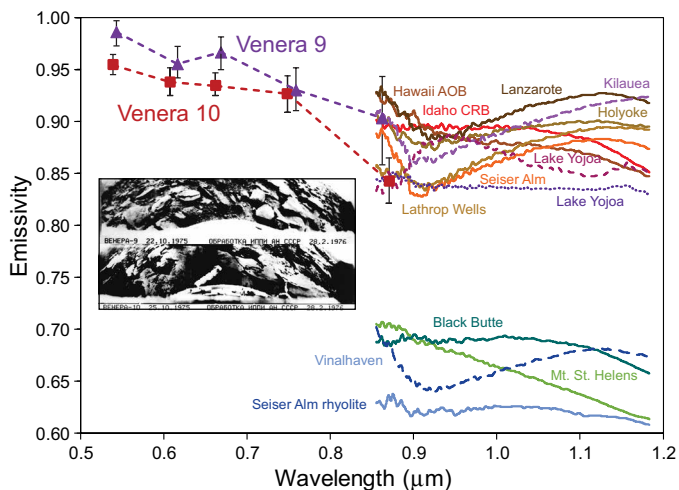 1.00
0.95
0.90
0.85
0.80
0.75
0.70
0.65
0.60
Emissivity
Venera 9
Venera 10
Hawaii AOB
Lanzarote
Kilauea
Idaho CRB
Holyoke
Lake Yojoa
Seiser Alm
Lathrop Wells
Lake Yojoa
ВЕНЕРА-9 22.10.1975 ОБРАБОТКА ИППИ АН СССР 28.2.1976
ВЕНЕРА-10 25.10.1975 ОБРАБОТКА ИППИ АН СССР 28.2.1976
Black Butte
Vinalhaven
Mt. St. Helens
Seiser Alm rhyolite
0.5 0.6 0.7 0.8 0.9 1.0 1.1 1.2
Wavelength (μm)